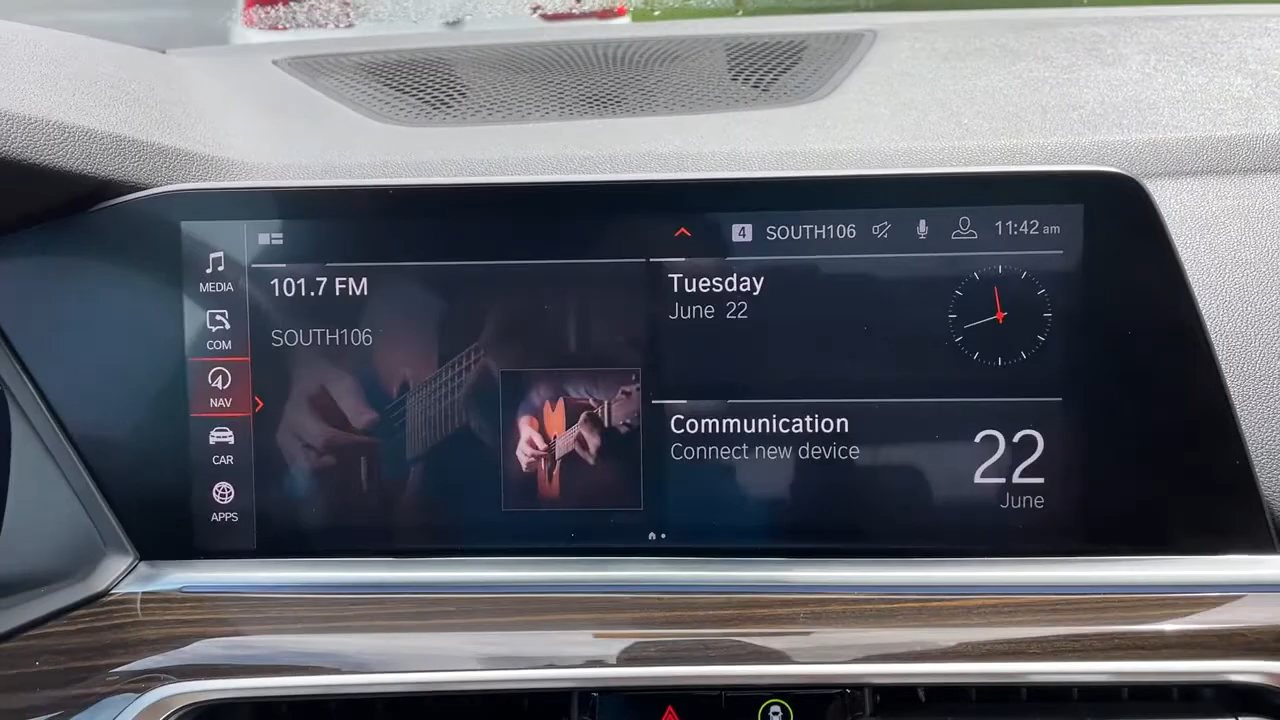 4 SOUTH106 11:42 am
MEDIA
COM
NAV
CAR
APPS
101.7 FM
SOUTH106
Tuesday
June 22
Communication
Connect new device
22
June